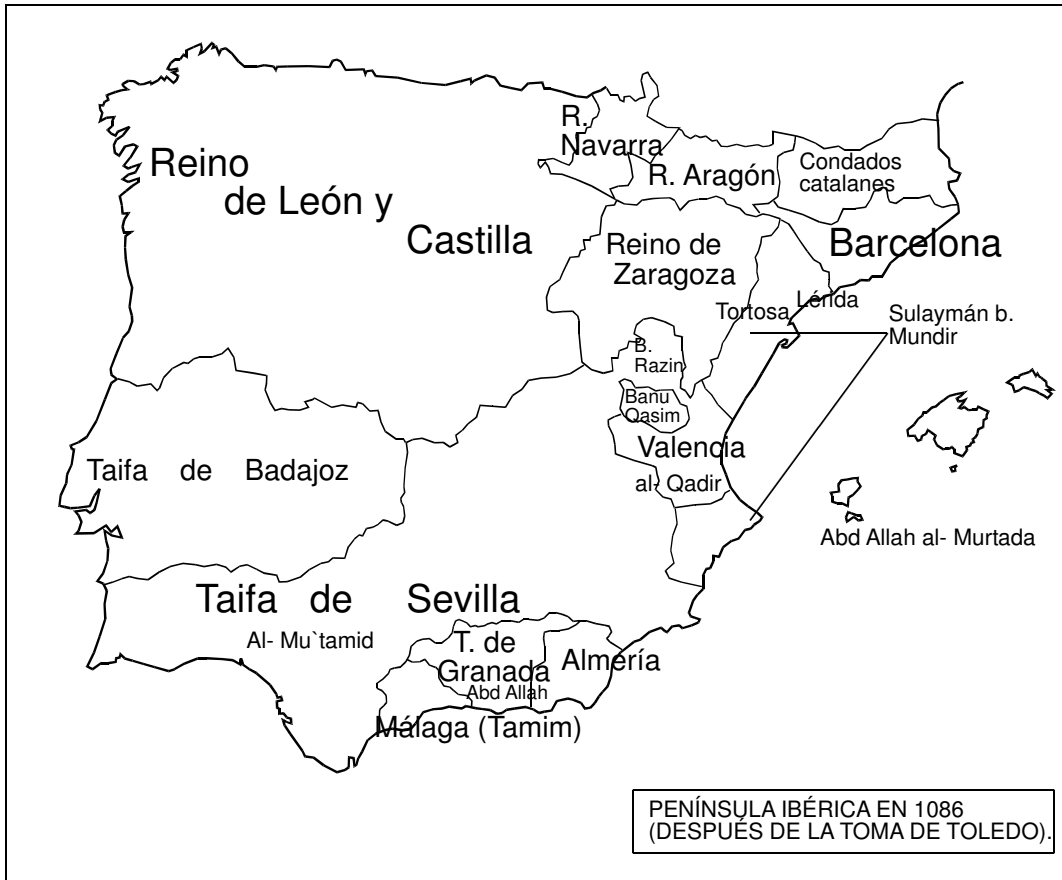 R.
Navarra
Reino
de León y
Castilla
R. Aragón
Condados
catalanes
Reino de
Zaragoza
Barcelona
Tortosa
Lérida
Sulaymán b.
Mundir
B.
Razin
Banu
Qasim
Valencia
al- Qadir
Taifa de Badajoz
Abd Allah al- Murtada
Taifa de Sevilla
Al- Mu`tamid
T. de
Granada
Abd Allah
Almería
Málaga (Tamim)
PENÍNSULA IBÉRICA EN 1086
(DESPUÉS DE LA TOMA DE TOLEDO).